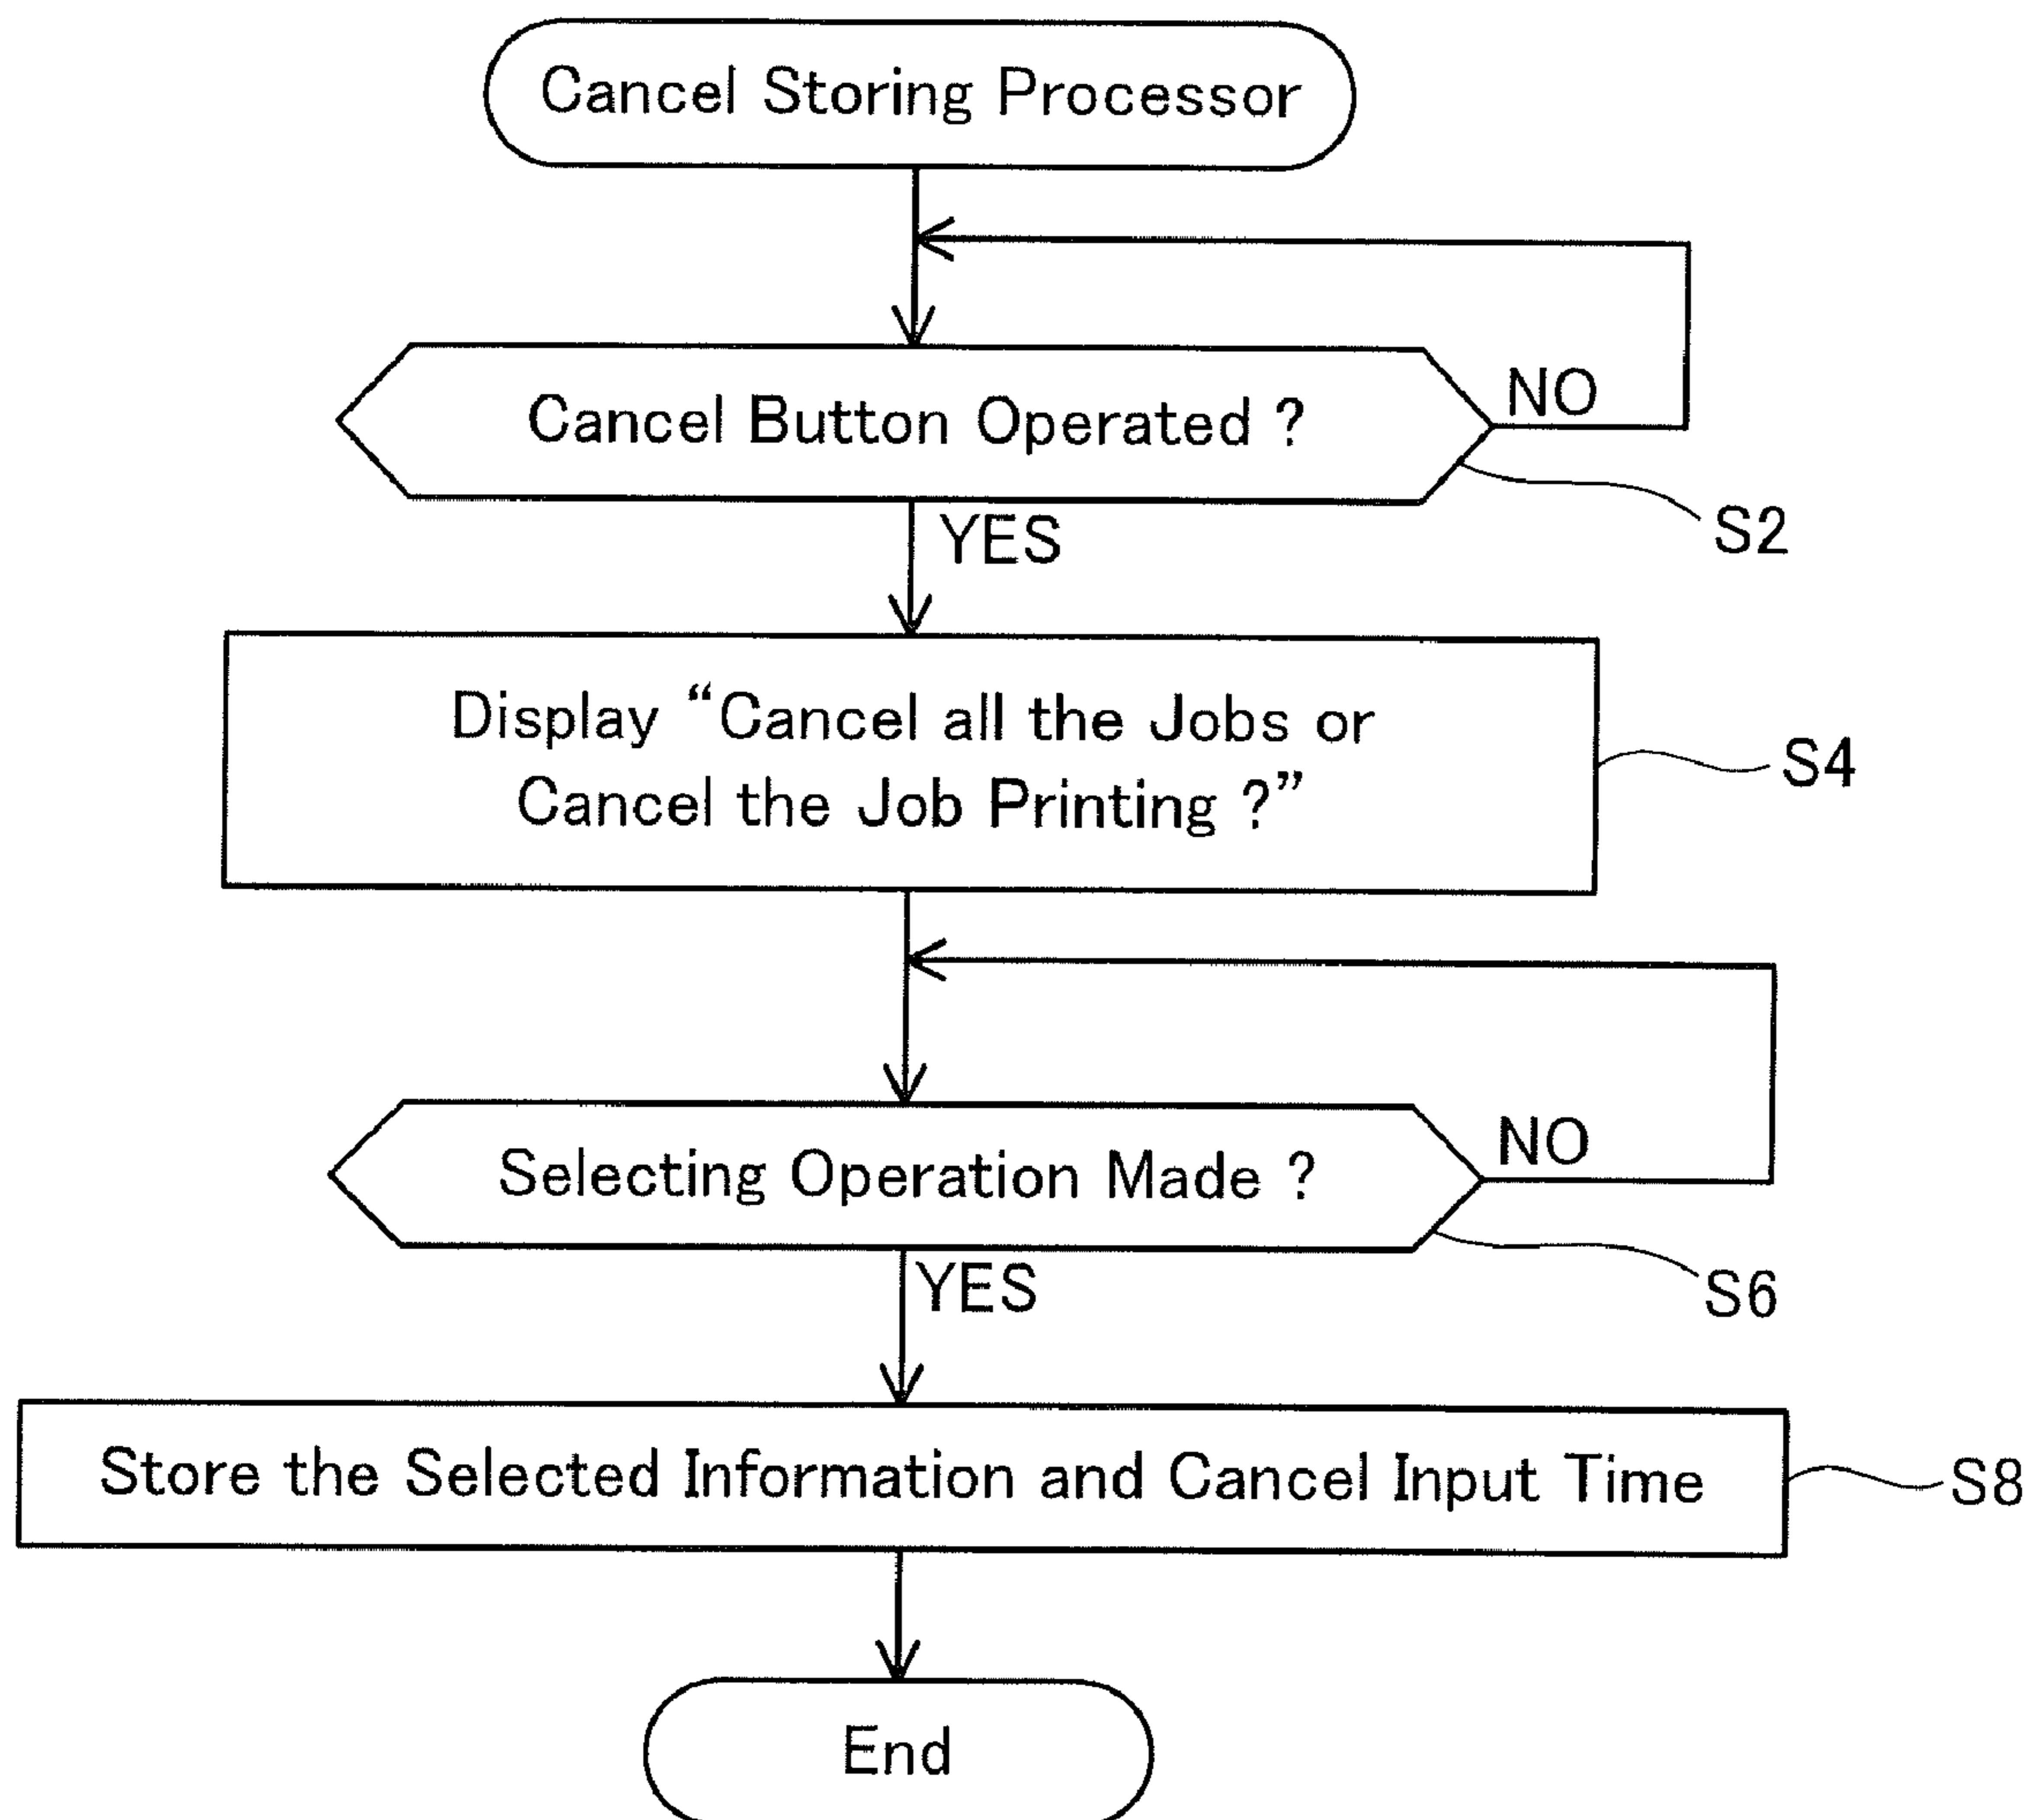 Cancel Storing Processor
Cancel Button Operated ?
NO
S2
YES
Display “Cancel all the Jobs or
Cancel the Job Printing ?”
S4
Selecting Operation Made ?
NO
S6
YES
Store the Selected Information and Cancel Input Time
S8
End